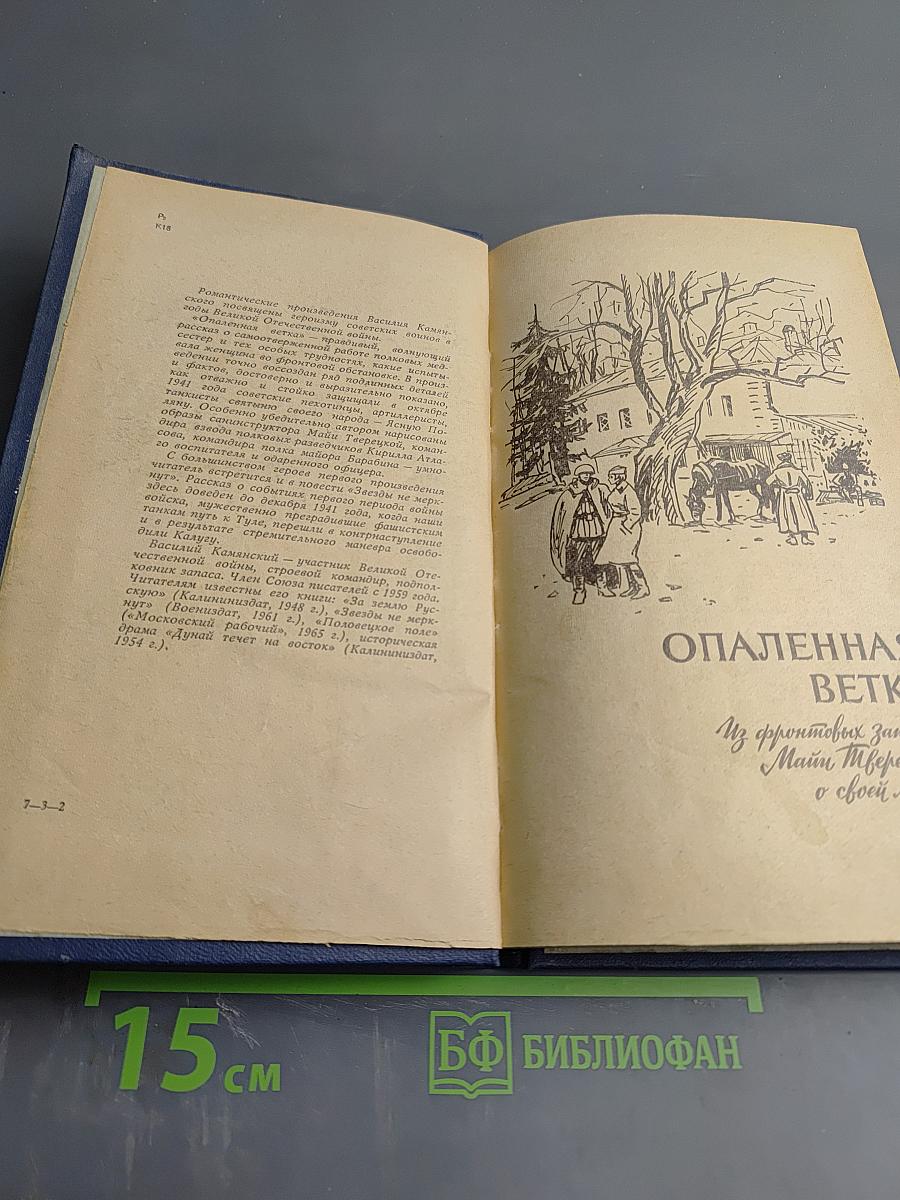 Р₂
К18
Романтические произведения Василия Камян-
ского посвящены героизму советских воинов в
годы Великой Отечественной войны.
«Опаленная ветка» — правдивый, волнующий
рассказ о самоотверженной работе полковых мед-
сестер и тех особых трудностях, какие испыты-
вала женщина во фронтовой обстановке. В произ-
ведении точно воссоздан ряд подлинных деталей
и фактов, достоверно и выразительно показано,
как отважно и стойко защищали в октябре
1941 года советские пехотинцы, артиллеристы,
танкисты святыню своего народа — Ясную По-
ляну. Особенно убедительно автором нарисованы
образы санинструктора Майи Тверецкой, коман-
дира взвода полковых разведчиков Кирилла Атла-
сова, командира полка майора Барабина — умно-
го воспитателя и одаренного офицера.
С большинством героев первого произведения
читатель встретится и в повести «Звезды не мерк-
нут». Рассказ о событиях первого периода войны
здесь доведен до декабря 1941 года, когда наши
войска, мужественно преградившие фашистским
танкам путь к Туле, перешли в контрнаступление
и в результате стремительного маневра освобо-
дили Калугу.
Василий Камянский — участник Великой Оте-
чественной войны, строевой командир, подпол-
ковник запаса. Член Союза писателей с 1959 года.
Читателям известны его книги: «За землю Рус-
скую» (Калининиздат, 1948 г.), «Звезды не мерк-
нут» (Воениздат, 1961 г.), «Половецкое поле»
(«Московский рабочий», 1965 г.), историческая
драма «Дунай течет на восток» (Калининиздат,
1954 г.).
7—3—2
ОПАЛЕННАЯ
ВЕТК
Из фронтовых зап
Майи Твере
о своей
15 см
БФ БИБЛИОФАН